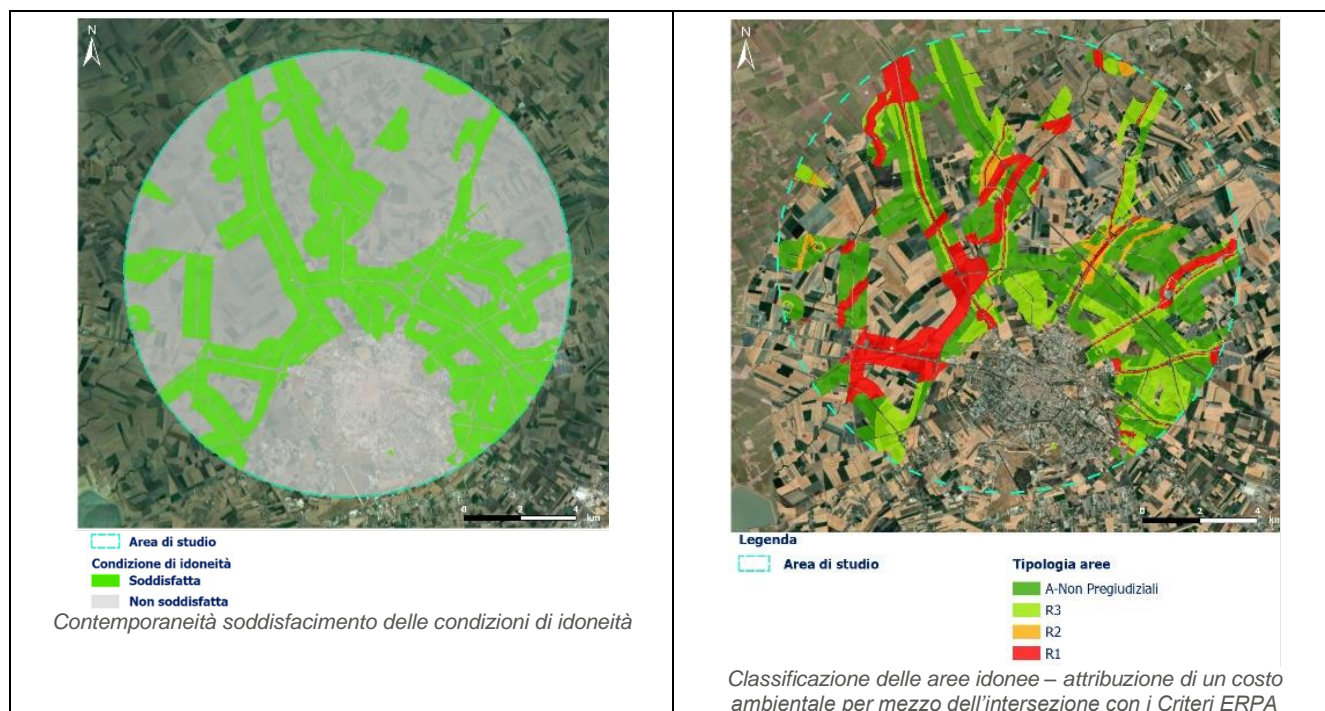 N
0 2 4
km
Area di studio
Condizione di idoneità
Soddisfatta
Non soddisfatta
Contemporaneità soddisfacimento delle condizioni di idoneità
N
0 2 4
km
Legenda
Area di studio
Tipologia aree
A-Non Pregiudiziali
R3
R2
R1
Classificazione delle aree idonee – attribuzione di un costo
ambientale per mezzo dell'intersezione con i Criteri ERPA